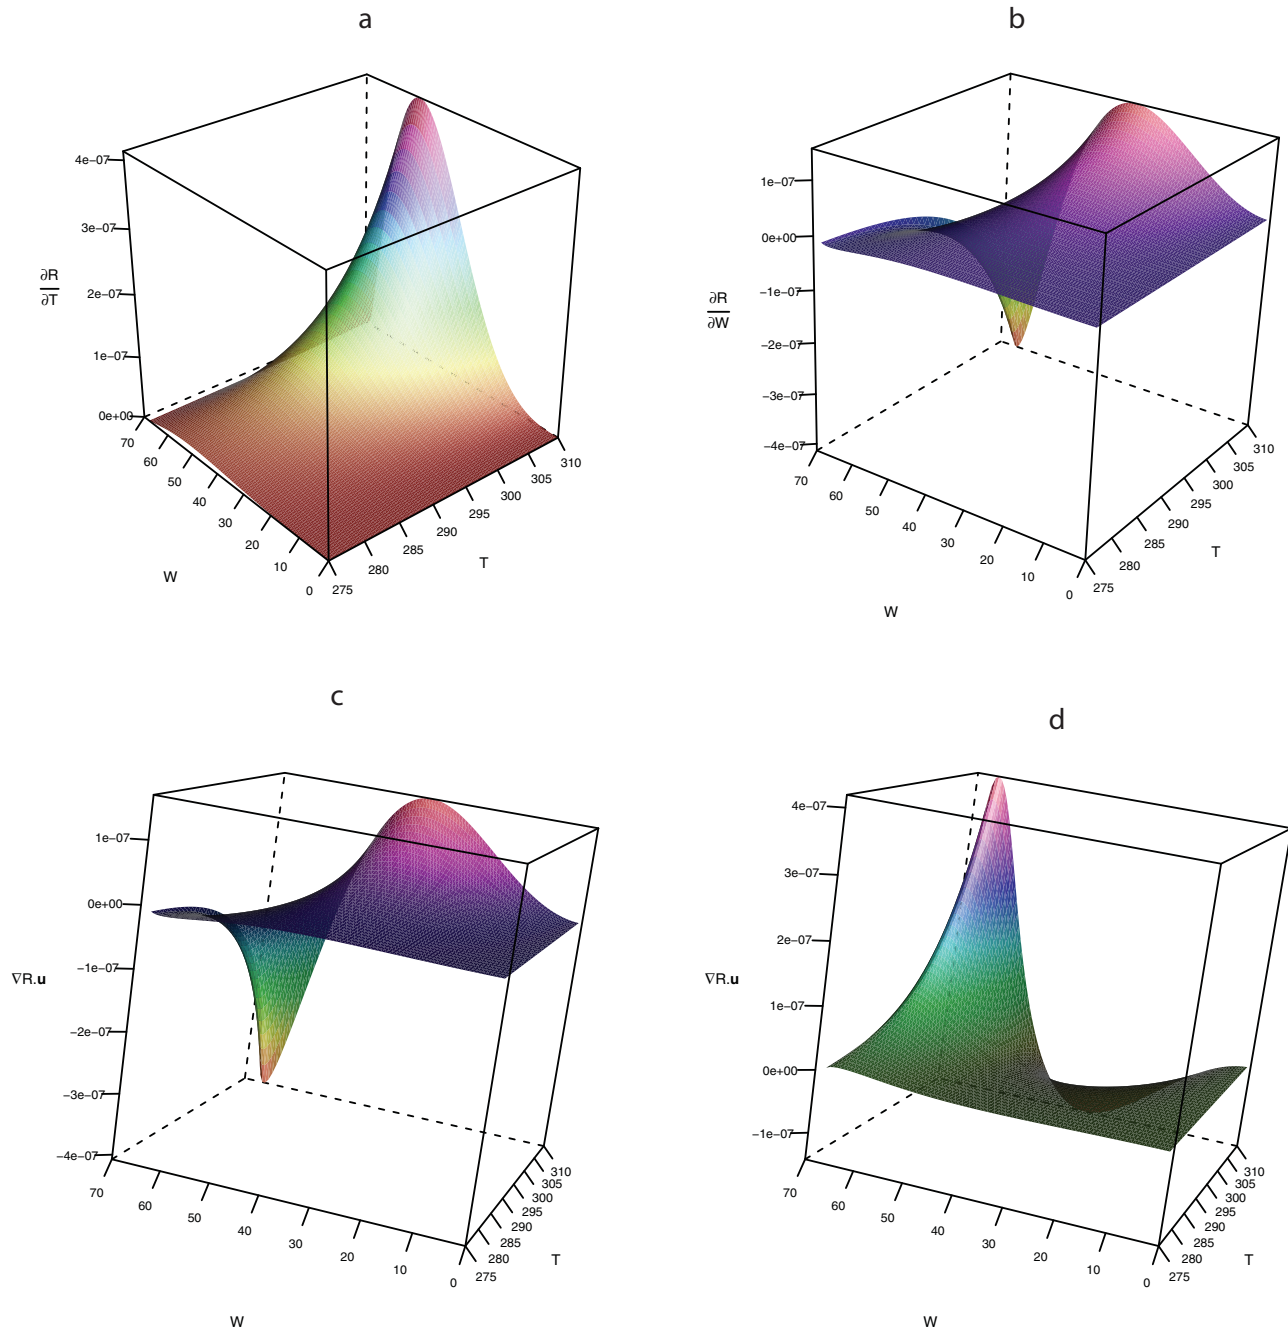 a
4e−07
3e−07
2e−07
1e−07
0e+00
∂R
∂T
70
60
50
40
30
20
10
0
W
275
280
285
290
295
300
305
310
T
b
1e−07
0e+00
−1e−07
−2e−07
−3e−07
−4e−07
∂R
∂W
70
60
50
40
30
20
10
0
W
275
280
285
290
295
300
305
310
T
c
1e−07
0e+00
−1e−07
−2e−07
−3e−07
−4e−07
∇R.u
70
60
50
40
30
20
10
0
W
275
280
285
290
295
300
305
310
T
d
4e−07
3e−07
2e−07
1e−07
0e+00
−1e−07
∇R.u
70
60
50
40
30
20
10
0
W
275
280
285
290
295
300
305
310
T